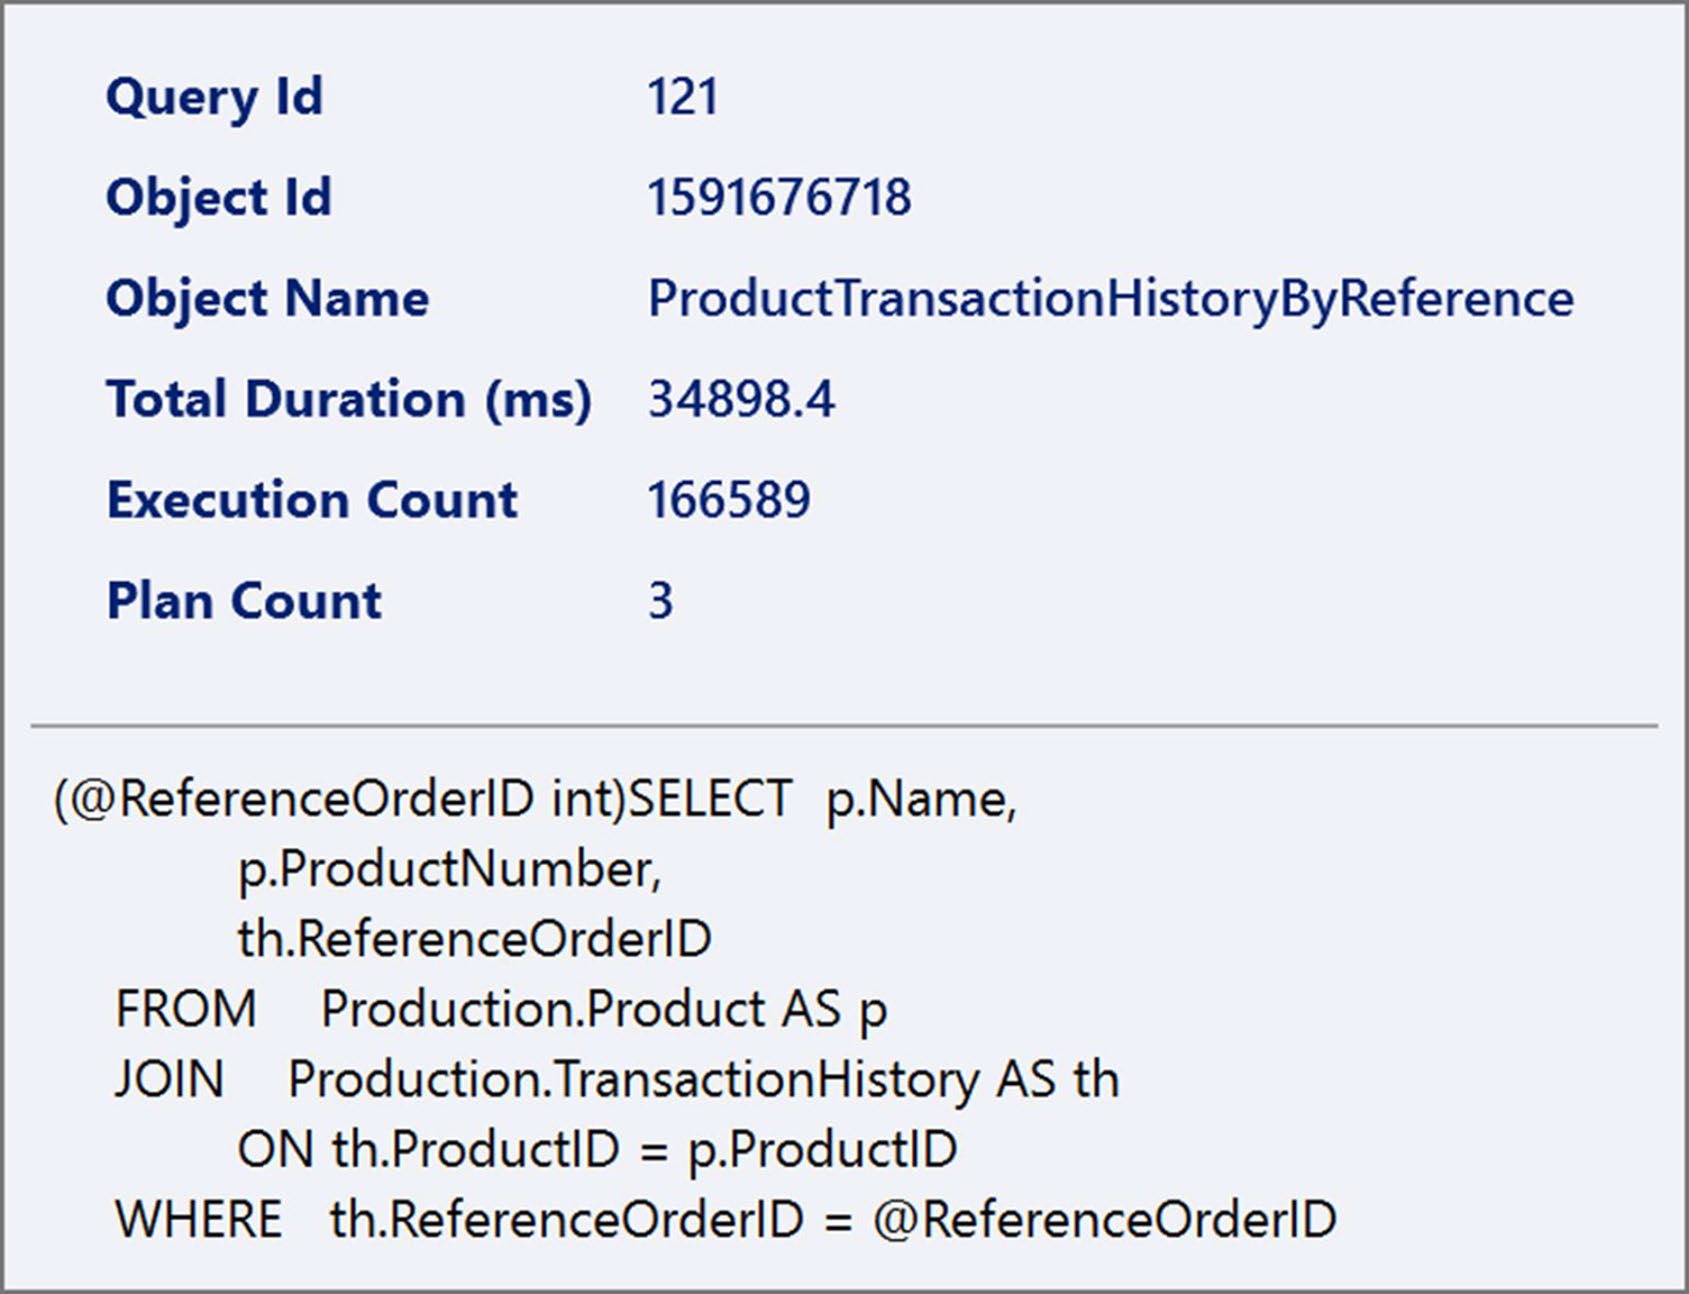 Query Id 121
Object Id 1591676718
Object Name ProductTransactionHistoryByReference
Total Duration (ms) 34898.4
Execution Count 166589
Plan Count 3
(@ReferenceOrderID int)SELECT p.Name,
p.ProductNumber,
th.ReferenceOrderID
FROM Production.Product AS p
JOIN Production.TransactionHistory AS th
ON th.ProductID = p.ProductID
WHERE th.ReferenceOrderID = @ReferenceOrderID